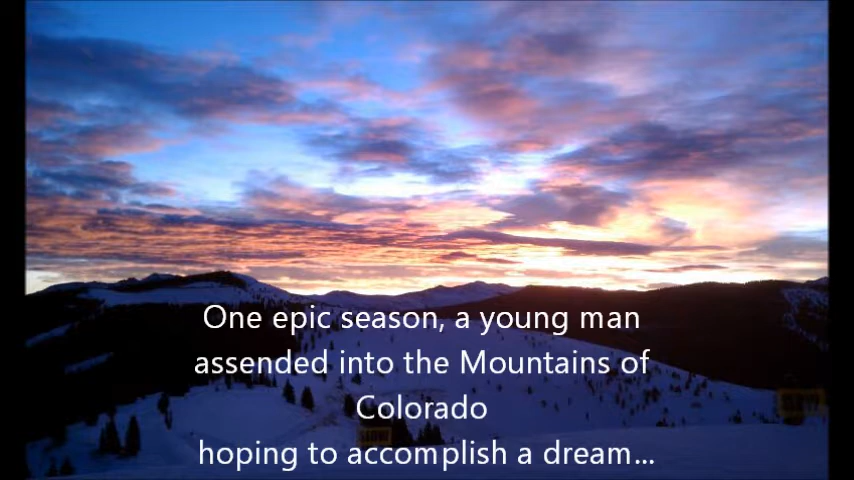 One epic season, a young man
assended into the Mountains of
Colorado
hoping to accomplish a dream...